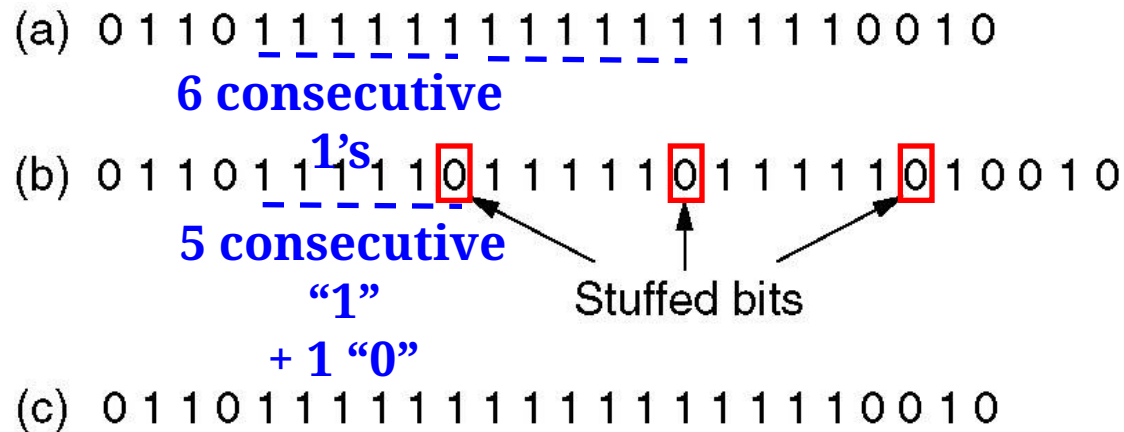 (a) 0 1 1 0 1 1 1 1 1 1 1 1 1 1 1 1 1 1 1 1 0 0 1 0
6 consecutive
1’s
(b) 0 1 1 0 1 1 1 1 1 0 1 1 1 1 1 0 1 1 1 1 1 0 1 0 0 1 0
5 consecutive
“1”
+ 1 “0”
Stuffed bits
(c) 0 1 1 0 1 1 1 1 1 1 1 1 1 1 1 1 1 1 1 1 0 0 1 0